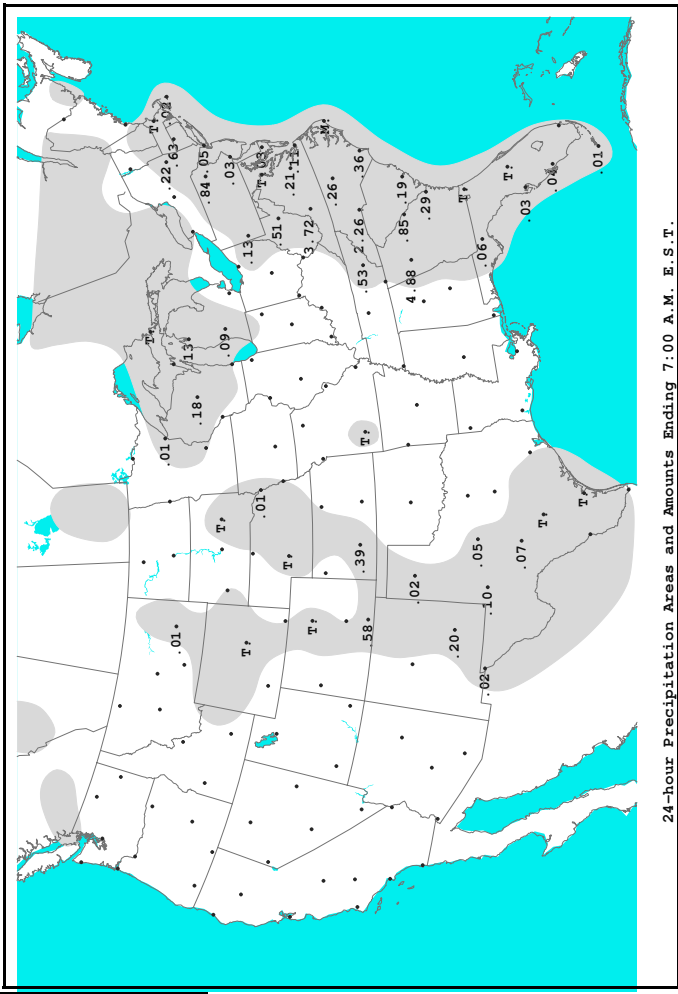 T
T
.01
.22
.02
.63
.01
.13
.18
.84
.05
T
.09
.03
T
.13
.01
T
.03
.51
T
.21
.11
3.72
T
M
.26
2.26
.36
.39
.53
T
.58
.19
.85
4.88
.02
.29
.20
T
.05
.06
.02
.10
T
.07
.03
T
T
.01
24-hour Precipitation Areas and Amounts Ending 7:00 A.M. E.S.T.